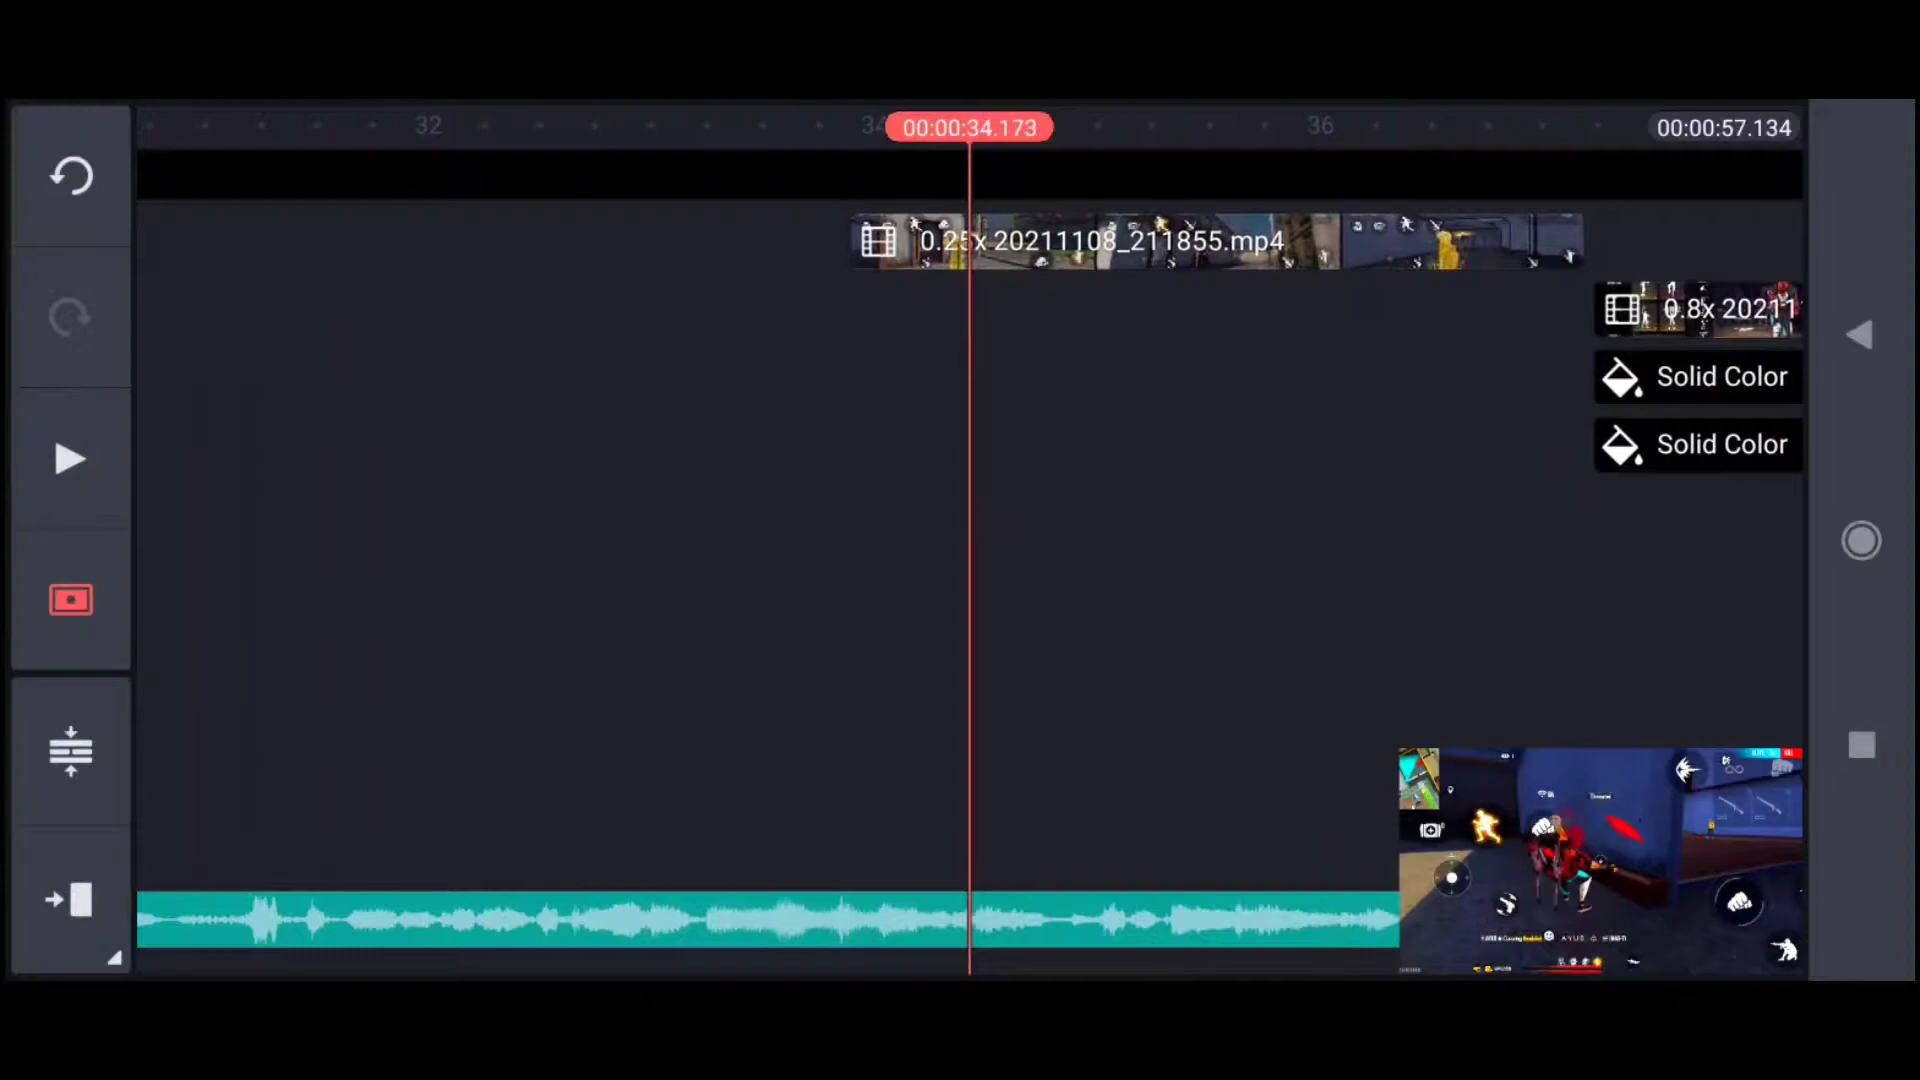 32
34
00:00:34.173
36
00:00:57.134
0.25x 20211108_211855.mp4
0.8x 20211
Solid Color
Solid Color